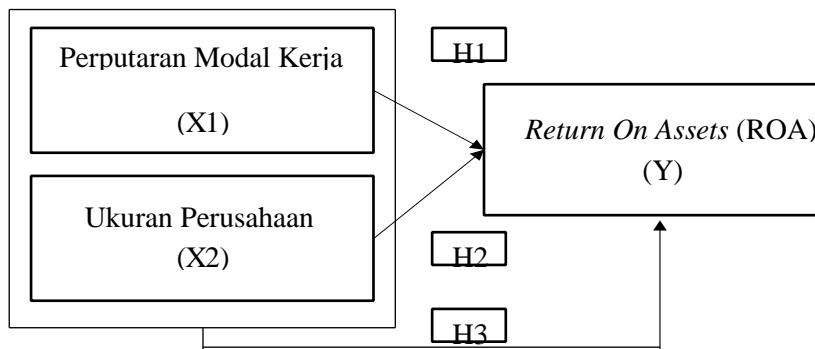 Perputaran Modal Kerja
(X1)
H1
Return On Assets (ROA)
(Y)
Ukuran Perusahaan
(X2)
H2
H3